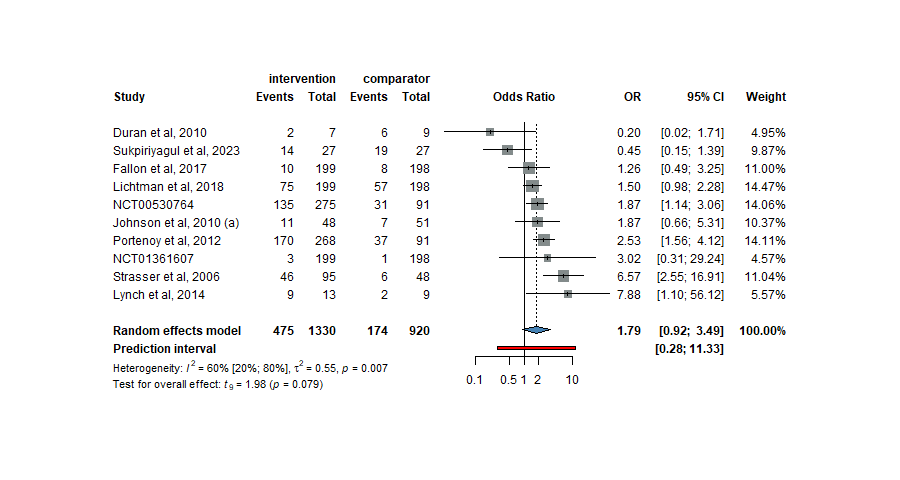 intervention comparator
Study Events Total Events Total Odds Ratio OR 95% CI Weight
Duran et al, 2010 2 7 6 9 0.20 [0.02; 1.71] 4.95%
Sukpiriyagul et al, 2023 14 27 19 27 0.45 [0.15; 1.39] 9.87%
Fallon et al, 2017 10 199 8 198 1.26 [0.49; 3.25] 11.00%
Lichtman et al, 2018 75 199 57 198 1.50 [0.98; 2.28] 14.47%
NCT00530764 135 275 31 91 1.87 [1.14; 3.06] 14.06%
Johnson et al, 2010 (a) 11 48 7 51 1.87 [0.66; 5.31] 10.37%
Portenoy et al, 2012 170 268 37 91 2.53 [1.56; 4.12] 14.11%
NCT01361607 3 199 1 198 3.02 [0.31; 29.24] 4.57%
Strasser et al, 2006 46 95 6 48 6.57 [2.55; 16.91] 11.04%
Lynch et al, 2014 9 13 2 9 7.88 [1.10; 56.12] 5.57%
Random effects model 475 1330 174 920 1.79 [0.92; 3.49] 100.00%
Prediction interval [0.28; 11.33]
Heterogeneity: I² = 60% [20%; 80%], τ² = 0.55, p = 0.007
Test for overall effect: t₉ = 1.98 (p = 0.079)
0.1 0.5 1 2 10